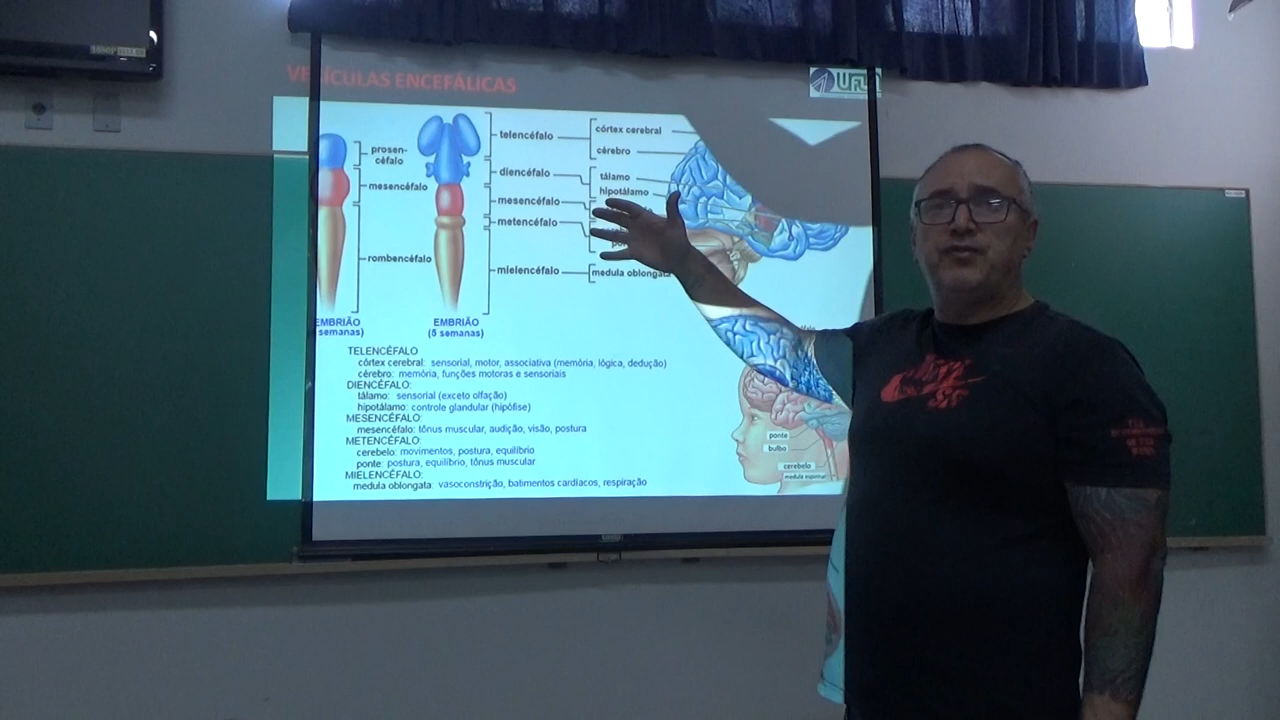 VESÍCULAS ENCEFÁLICAS
UFU
prosen-
céfalo
mesencéfalo
rombencéfalo
EMBRIÃO
semanas)
telencéfalo
diencéfalo
mesencéfalo
metencéfalo
mielencéfalo
EMBRIÃO
(5 semanas)
córtex cerebral
cérebro
tálamo
hipotálamo
medula oblongata
TELENCÉFALO
córtex cerebral: sensorial, motor, associativa (memória, lógica, dedução)
cérebro: memória, funções motoras e sensoriais
DIENCÉFALO:
tálamo: sensorial (exceto olfação)
hipotálamo: controle glandular (hipófise)
MESENCÉFALO:
mesencéfalo: tônus muscular, audição, visão, postura
METENCÉFALO:
cerebelo: movimentos, postura, equilíbrio
ponte: postura, equilíbrio, tônus muscular
MIELENCÉFALO:
medula oblongata: vasoconstrição, batimentos cardíacos, respiração
ponte
bulbo
cerebelo
medula espinhal